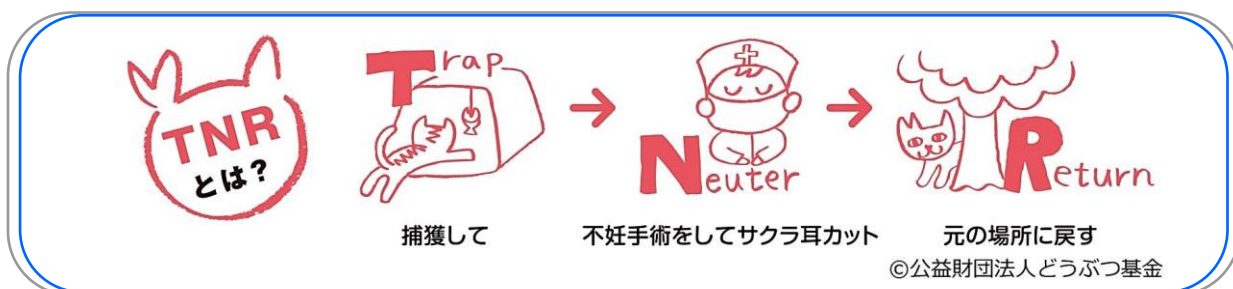 TNR
とは？
Trap
Neuter
Return
捕獲して
不妊手術をしてサクラ耳カット
元の場所に戻す
©公益財団法人どうぶつ基金